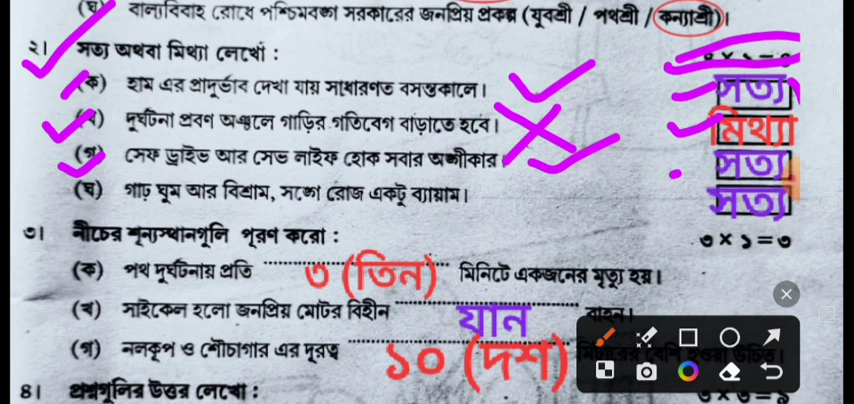 (ঘ) বাল্যবিবাহ রোধে পশ্চিমবঙ্গ সরকারের জনপ্রিয় প্রকল্প (যুবশ্রী / পথশ্রী / কন্যাশ্রী)।
২। সত্য অথবা মিথ্যা লেখো :
(ক) হাম এর প্রাদুর্ভাব দেখা যায় সাধারণত বসন্তকালে। সত্য
(খ) দুর্ঘটনা প্রবণ অঞ্চলে গাড়ির গতিবেগ বাড়াতে হবে। মিথ্যা
(গ) সেফ ড্রাইভ আর সেভ লাইফ হোক সবার অঙ্গীকার সত্য
(ঘ) গাঢ় ঘুম আর বিশ্রাম, সঙ্গে রোজ একটু ব্যায়াম। সত্য
৩। নীচের শূন্যস্থানগুলি পূরণ করো : ৩ × ১ = ৩
(ক) পথ দুর্ঘটনায় প্রতি ৩ (তিন) মিনিটে একজনের মৃত্যু হয়।
(খ) সাইকেল হলো জনপ্রিয় মোটর বিহীন যান বাহন।
(গ) নলকূপ ও শৌচাগার এর দূরত্ব ১০ (দশ)
৪। প্রশ্নগুলির উত্তর লেখো : ৩ × ৩ = ৯